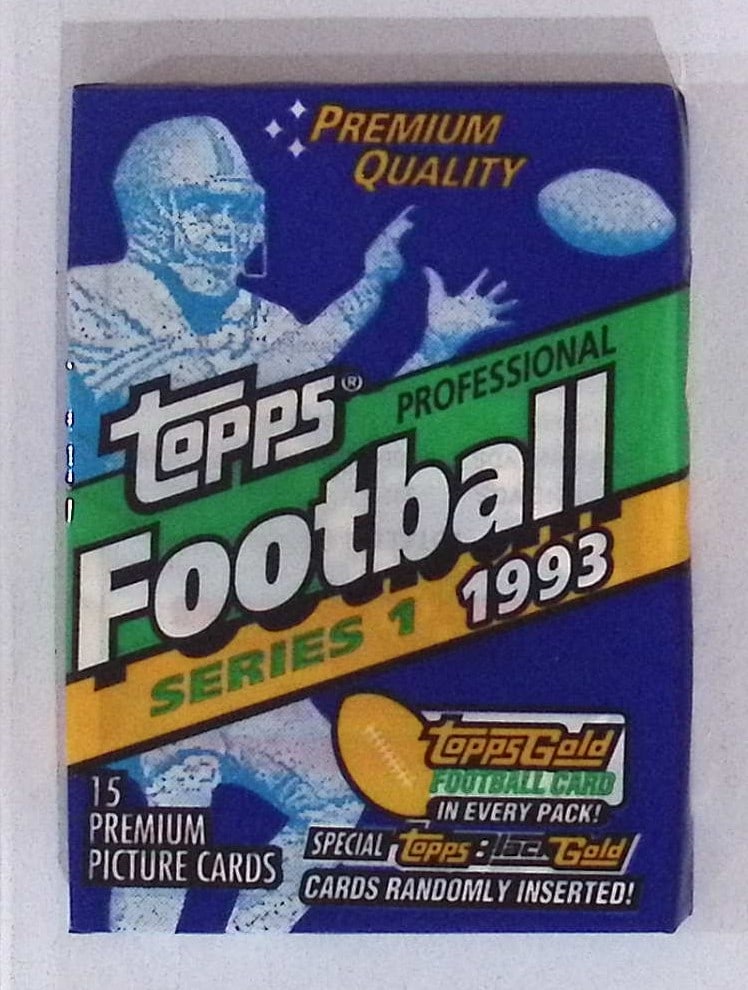 PREMIUM
QUALITY
PROFESSIONAL
TOPPS®
Football
SERIES 1 1993
ToppsGold
FOOTBALL CARD
IN EVERY PACK!
15
PREMIUM
PICTURE CARDS
SPECIAL Topps Black Gold
CARDS RANDOMLY INSERTED!